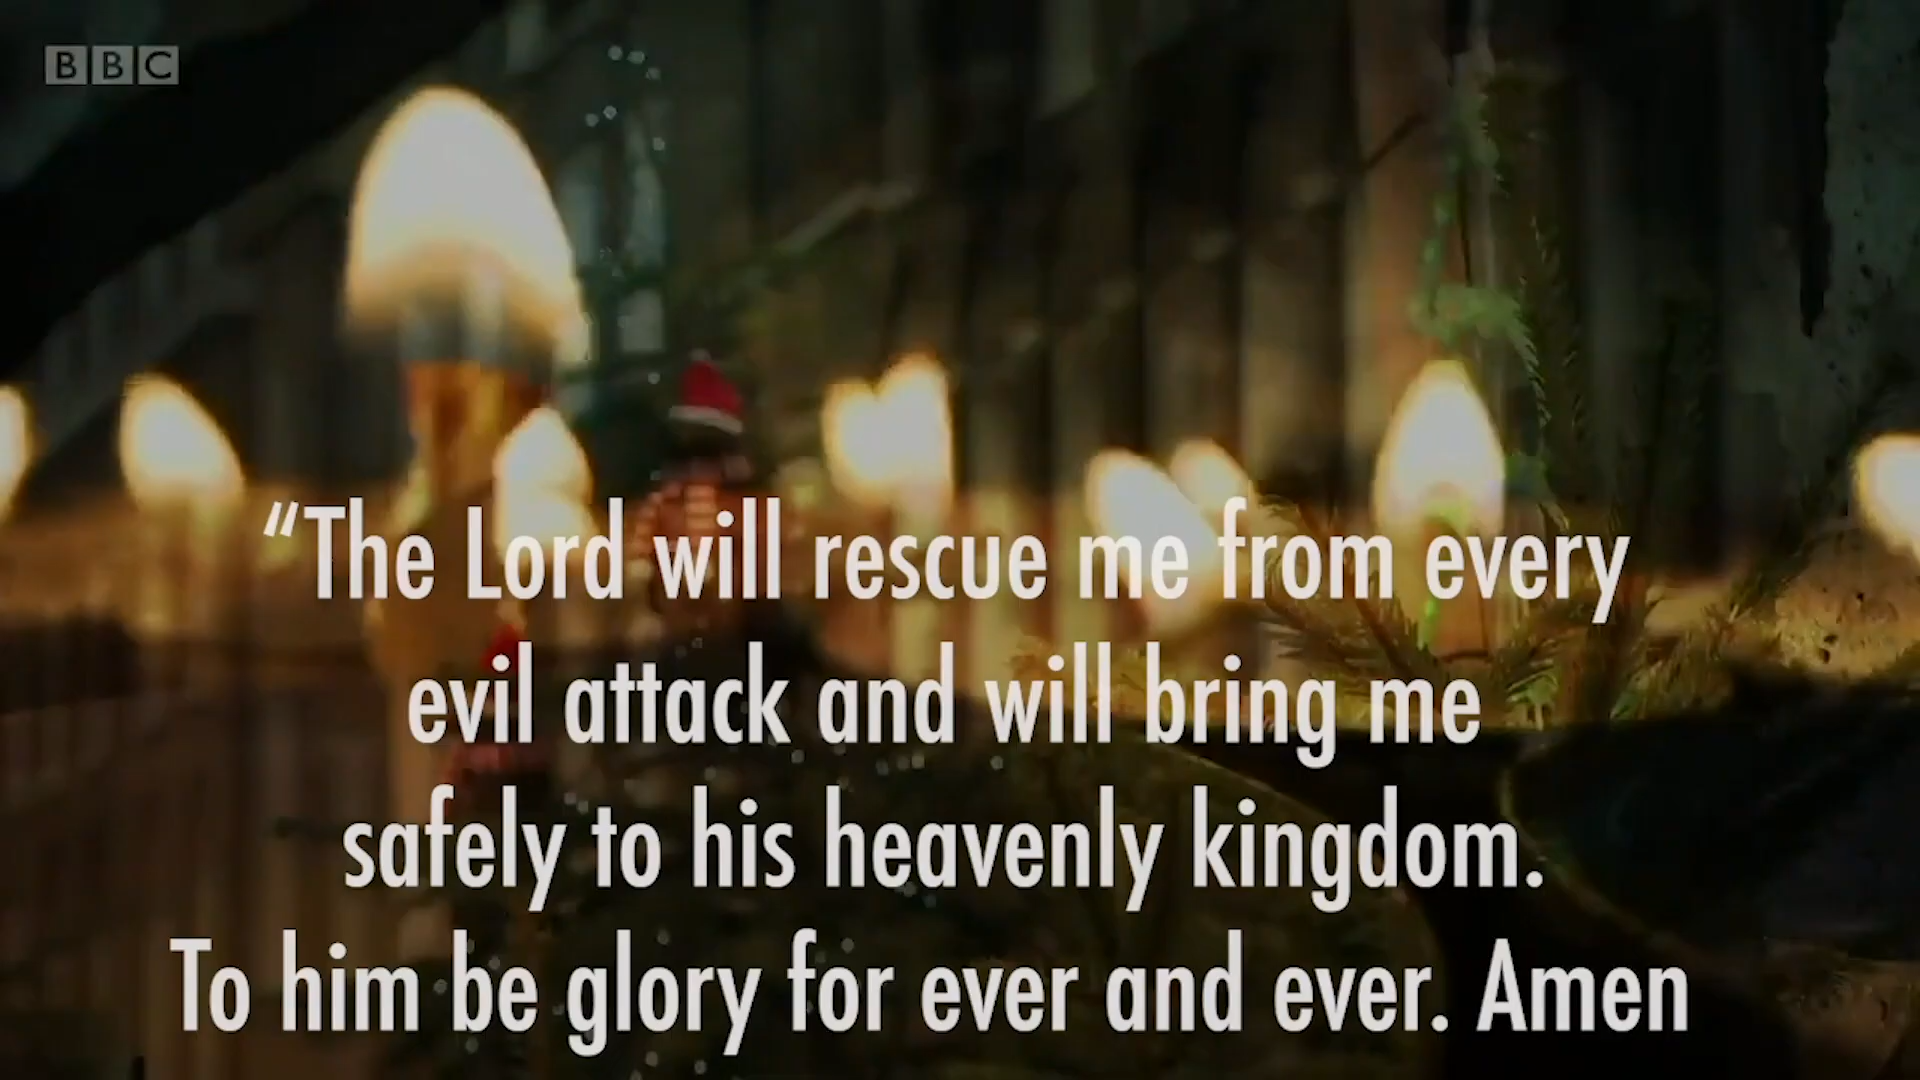 BBC
“The Lord will rescue me from every
evil attack and will bring me
safely to his heavenly kingdom.
To him be glory for ever and ever. Amen